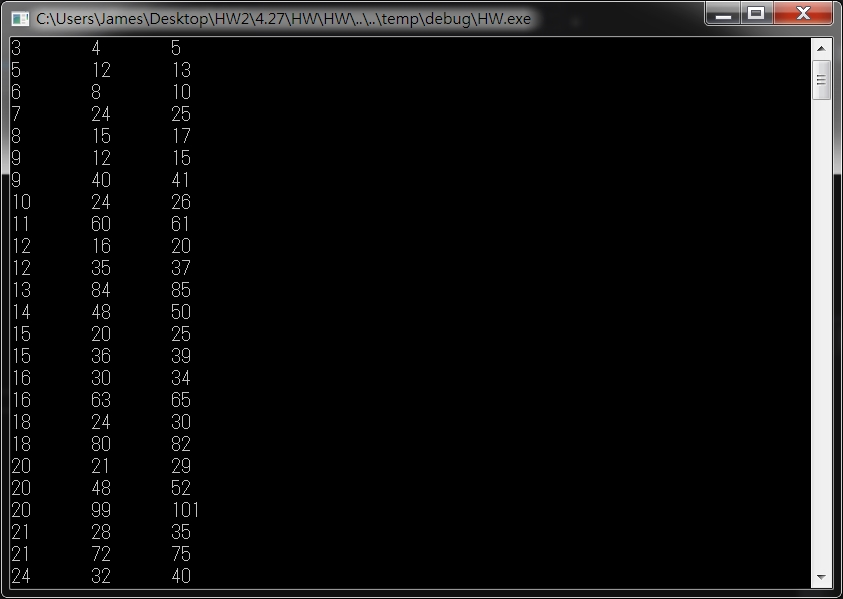 C:\Users\James\Desktop\HW2\4.27\HW\HW\..\..\temp\debug\HW.exe
3 4 5
5 12 13
6 8 10
7 24 25
8 15 17
9 12 15
9 40 41
10 24 26
11 60 61
12 16 20
12 35 37
13 84 85
14 48 50
15 20 25
15 36 39
16 30 34
16 63 65
18 24 30
18 80 82
20 21 29
20 48 52
20 99 101
21 28 35
21 72 75
24 32 40